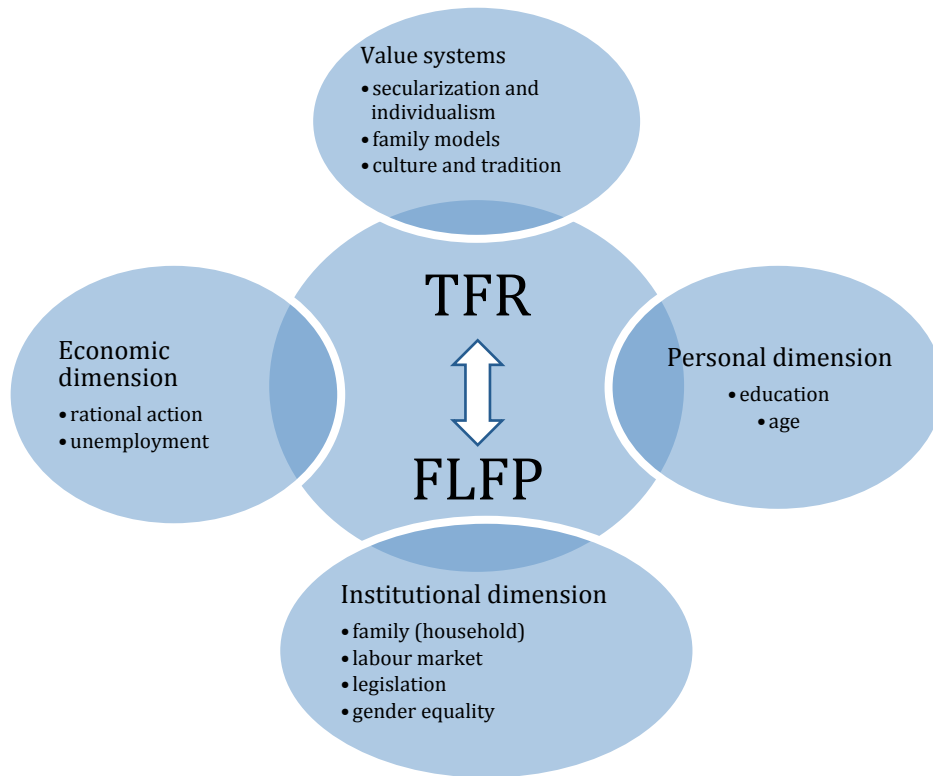 Value systems
• secularization and
individualism
• family models
• culture and tradition
TFR
Economic
dimension
• rational action
• unemployment
Personal dimension
• education
• age
FLFP
Institutional dimension
• family (household)
• labour market
• legislation
• gender equality